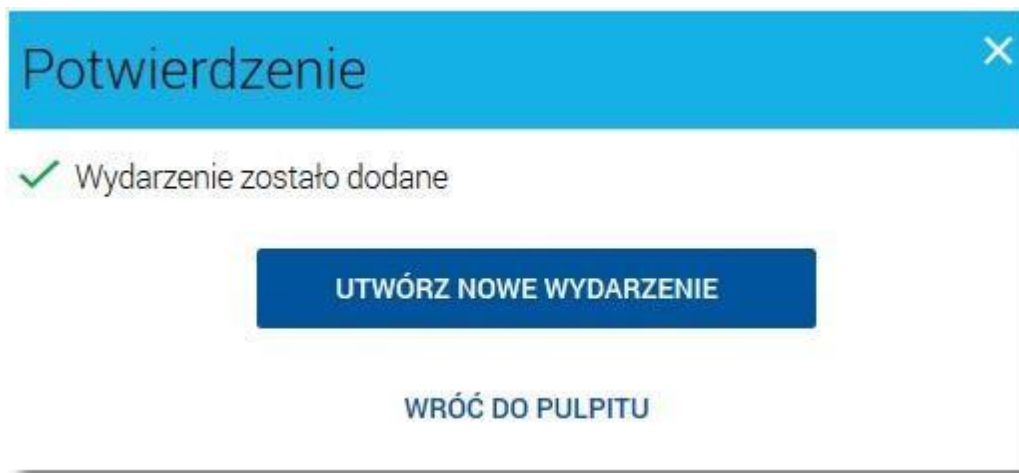 Potwierdzenie
Wydarzenie zostało dodane
UTWÓRZ NOWE WYDARZENIE
WRÓĆ DO PULPITU